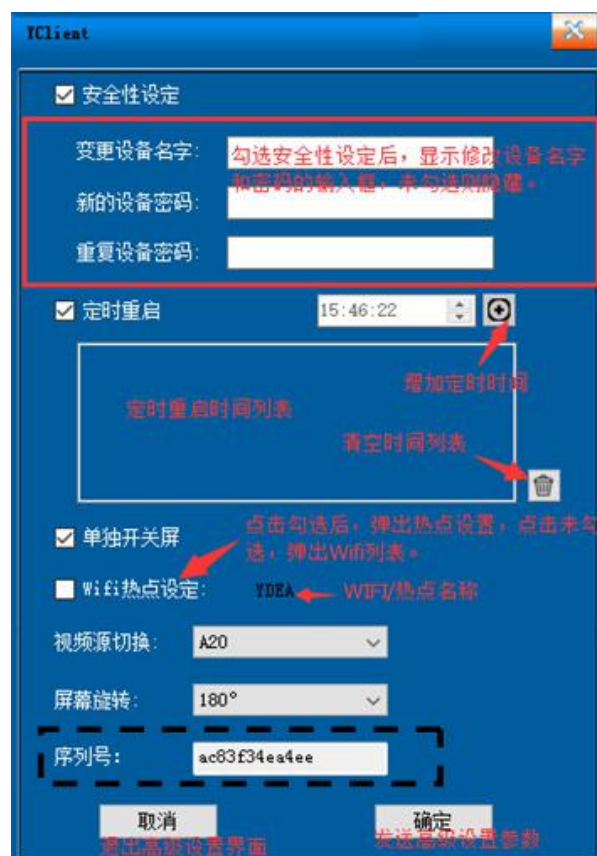 YClient
安全性设定
变更设备名字:
勾选安全性设定后，显示修改设备名字
和密码的输入框，未勾选则隐藏。
新的设备密码:
重复设备密码:
定时重启
15:46:22
增加定时时间
定时重启时间列表
清空时间列表
单独开关屏
点击勾选后，弹出热点设置，点击未勾
选，弹出Wifi列表。
Wifi热点设定:
YDEA
WIFI/热点名称
视频源切换:
A20
屏幕旋转:
180°
序列号:
ac83f34ea4ee
取消
确定
退出高级设置界面
发送高级设置参数